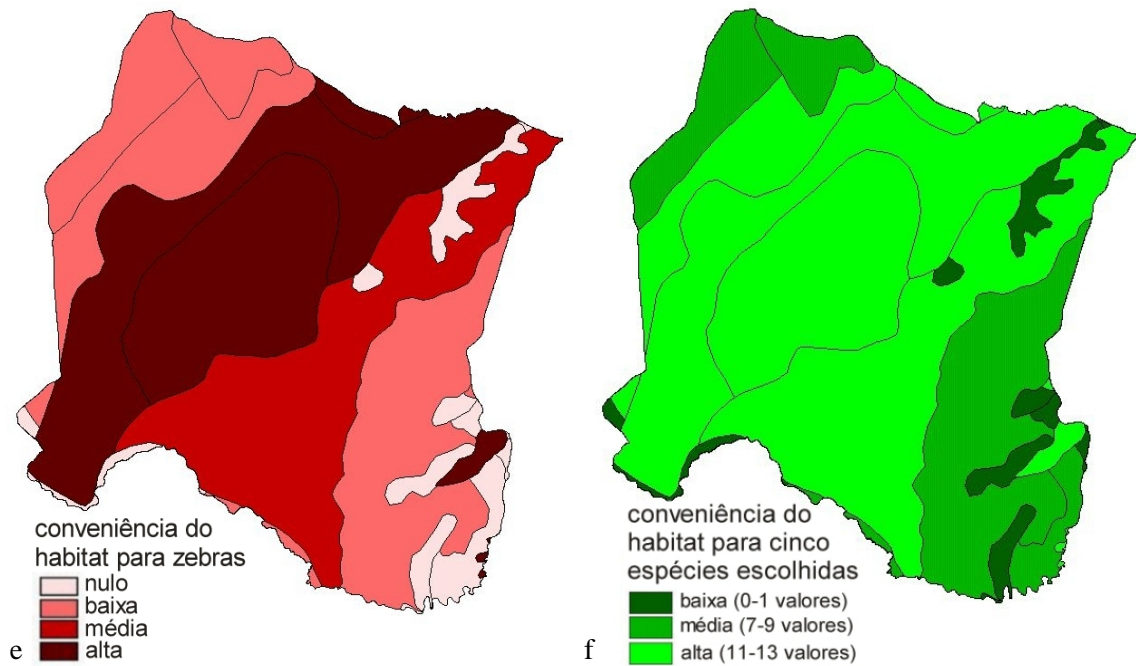 conveniência do
habitat para zebras
nulo
baixa
média
alta
e
conveniência do
habitat para cinco
espécies escolhidas
baixa (0-1 valores)
média (7-9 valores)
alta (11-13 valores)
f